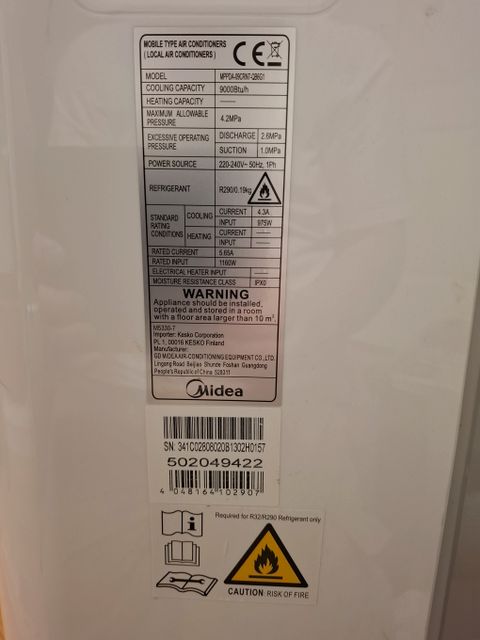 MOBILE TYPE AIR CONDITIONERS
( LOCAL AIR CONDITIONERS )
CE
MODEL MPPDA-09CRN7-QB6G1
COOLING CAPACITY 9000Btu/h
HEATING CAPACITY ——
MAXIMUM ALLOWABLE PRESSURE 4.2MPa
EXCESSIVE OPERATING PRESSURE DISCHARGE 2.6MPa
SUCTION 1.0MPa
POWER SOURCE 220-240V~ 50Hz, 1Ph
REFRIGERANT R290/0.19kg
STANDARD RATING CONDITIONS COOLING CURRENT 4.3A
INPUT 975W
HEATING CURRENT ——
INPUT ——
RATED CURRENT 5.65A
RATED INPUT 1160W
ELECTRICAL HEATER INPUT ——
MOISTURE RESISTANCE CLASS IPX0
WARNING
Appliance should be installed,
operated and stored in a room
with a floor area larger than 10 m².
M5330-7
Importer: Kesko Corporation
PL 1, 00016 KESKO Finland
Manufacturer:
GD MIDEA AIR-CONDITIONING EQUIPMENT CO.,LTD.
Lingang Road Beijiao Shunde Foshan Guangdong
People's Republic of China 528311
Midea
SN: 341C02808020B1302H0157
502049422
4 048164 102907
Required for R32/R290 Refrigerant only.
CAUTION: RISK OF FIRE